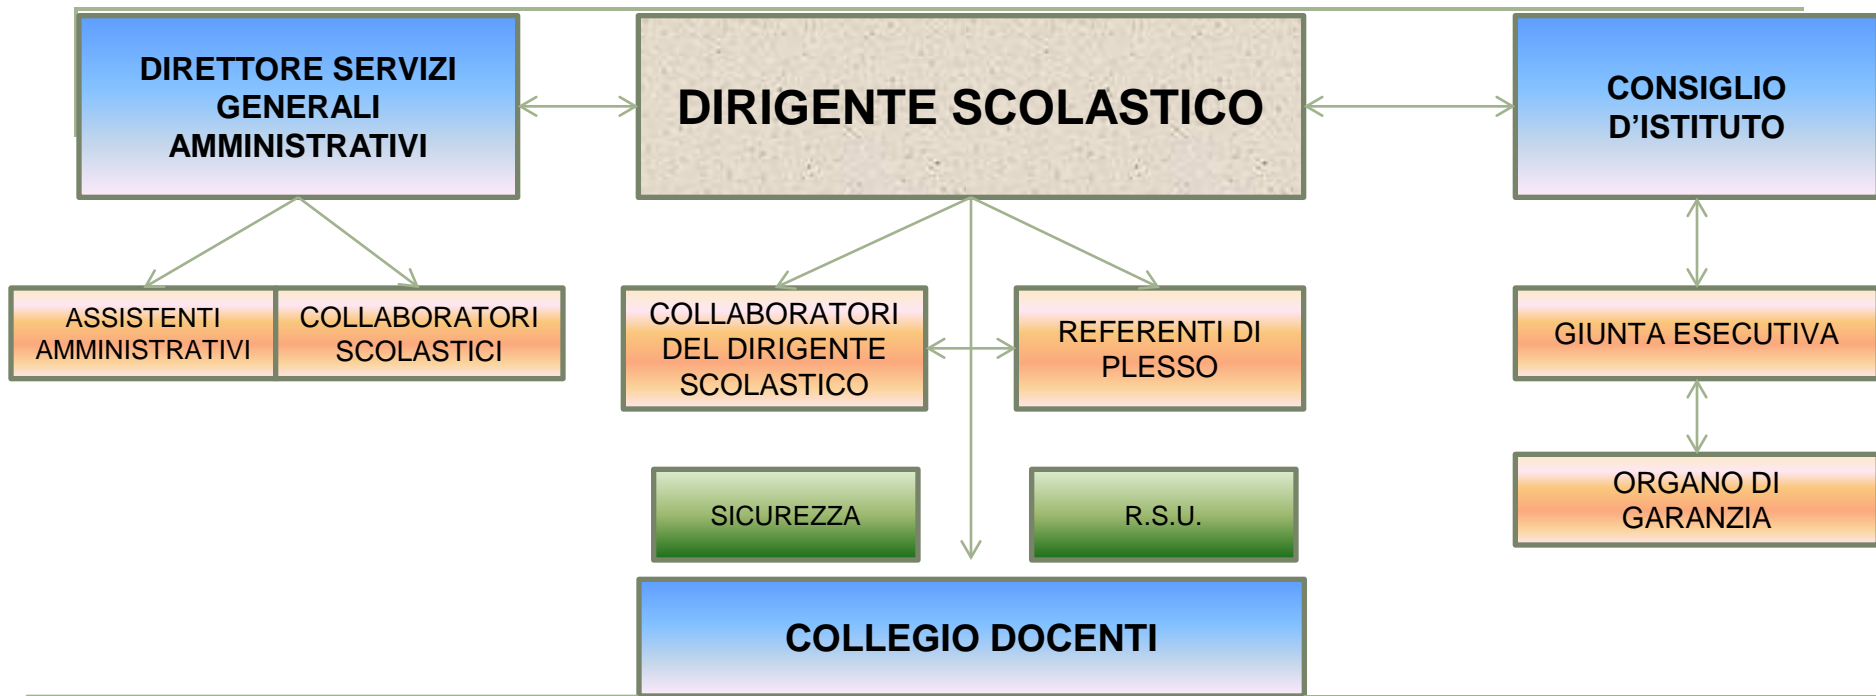 DIRETTORE SERVIZI
GENERALI
AMMINISTRATIVI
DIRIGENTE SCOLASTICO
CONSIGLIO
D’ISTITUTO
ASSISTENTI
AMMINISTRATIVI
COLLABORATORI
SCOLASTICI
COLLABORATORI
DEL DIRIGENTE
SCOLASTICO
REFERENTI DI
PLESSO
GIUNTA ESECUTIVA
SICUREZZA
R.S.U.
ORGANO DI
GARANZIA
COLLEGIO DOCENTI